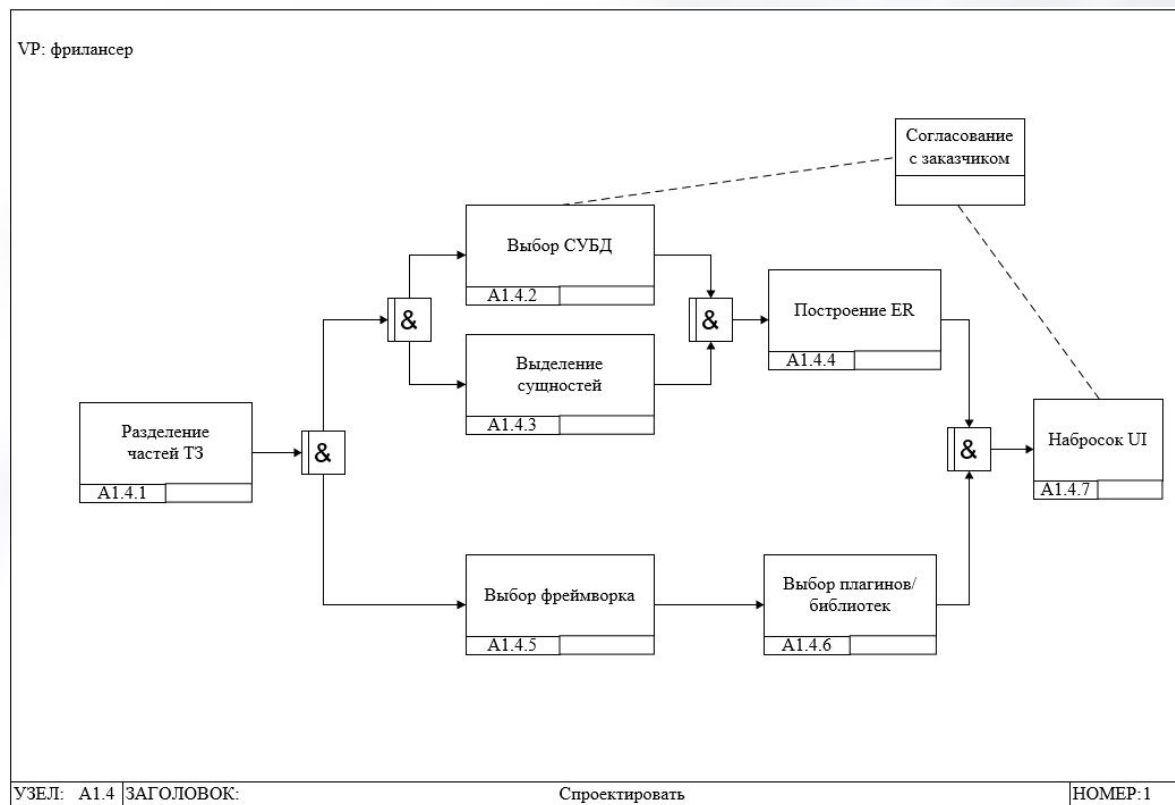 VP: фрилансер
Согласование
с заказчиком
Выбор СУБД
A1.4.2
&
&
Построение ER
A1.4.4
Выделение
сущностей
A1.4.3
Разделение
частей ТЗ
A1.4.1
&
&
Набросок UI
A1.4.7
Выбор фреймворка
A1.4.5
Выбор плагинов/
библиотек
A1.4.6
УЗЕЛ: A1.4 ЗАГОЛОВОК: Спроектировать НОМЕР:1